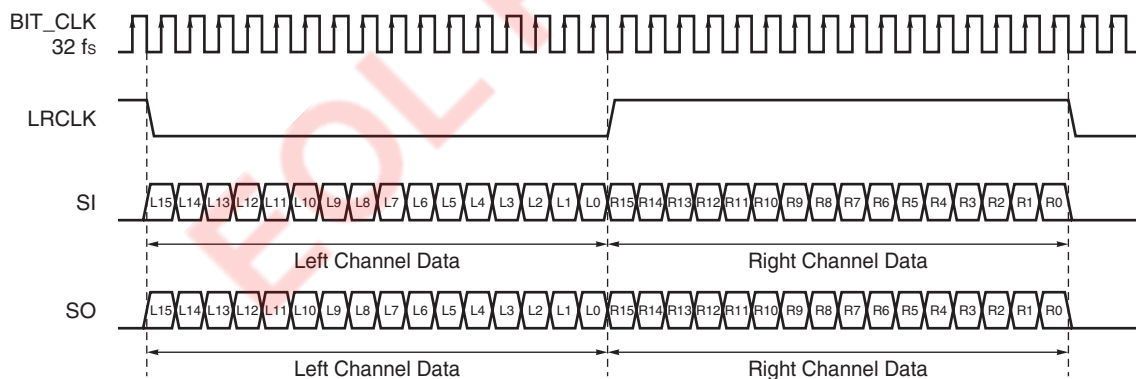 BIT_CLK
32 fs
LRCLK
SI
L15 L14 L13 L12 L11 L10 L9 L8 L7 L6 L5 L4 L3 L2 L1 L0 R15 R14 R13 R12 R11 R10 R9 R8 R7 R6 R5 R4 R3 R2 R1 R0
Left Channel Data
Right Channel Data
SO
L15 L14 L13 L12 L11 L10 L9 L8 L7 L6 L5 L4 L3 L2 L1 L0 R15 R14 R13 R12 R11 R10 R9 R8 R7 R6 R5 R4 R3 R2 R1 R0
Left Channel Data
Right Channel Data
EOL